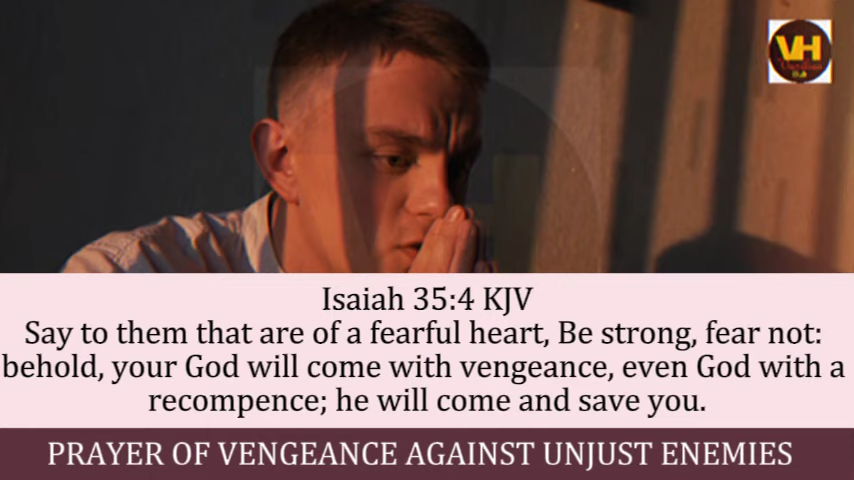 VH
Isaiah 35:4 KJV
Say to them that are of a fearful heart, Be strong, fear not:
behold, your God will come with vengeance, even God with a
recompence; he will come and save you.
PRAYER OF VENGEANCE AGAINST UNJUST ENEMIES